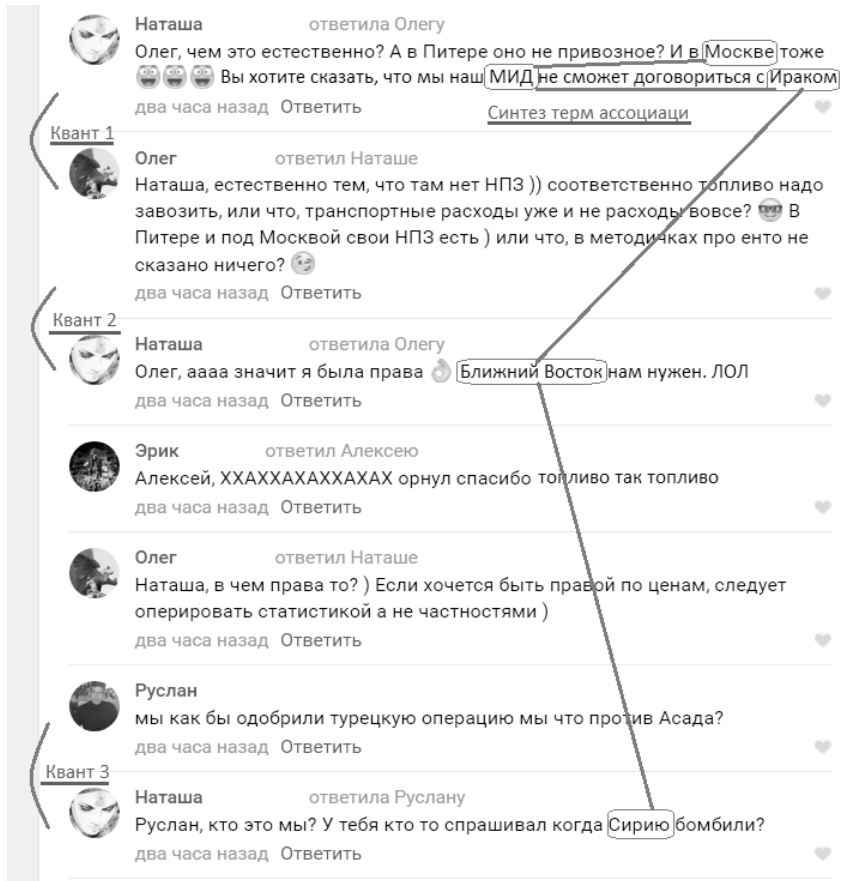 Наташа ответила Олегу
Олег, чем это естественно? А в Питере оно не привозное? И в Москве тоже
Вы хотите сказать, что мы наш МИД не сможет договориться с Ираком
два часа назад Ответить
Синтез терм ассоциаци
Квант 1
Олег ответил Наташе
Наташа, естественно тем, что там нет НПЗ )) соответственно топливо надо
завозить, или что, транспортные расходы уже и не расходы вовсе? В
Питере и под Москвой свои НПЗ есть ) или что, в методичках про енто не
сказано ничего?
два часа назад Ответить
Квант 2
Наташа ответила Олегу
Олег, аааа значит я была права Ближний Восток нам нужен. ЛОЛ
два часа назад Ответить
Эрик ответил Алексею
Алексей, ХХАХХАХАХХАХАХ орнул спасибо топливо так топливо
два часа назад Ответить
Олег ответил Наташе
Наташа, в чем права то? ) Если хочется быть правой по ценам, следует
оперировать статистикой а не частностями )
два часа назад Ответить
Руслан
мы как бы одобрили турецкую операцию мы что против Асада?
два часа назад Ответить
Квант 3
Наташа ответила Руслану
Руслан, кто это мы? У тебя кто то спрашивал когда Сирию бомбили?
два часа назад Ответить